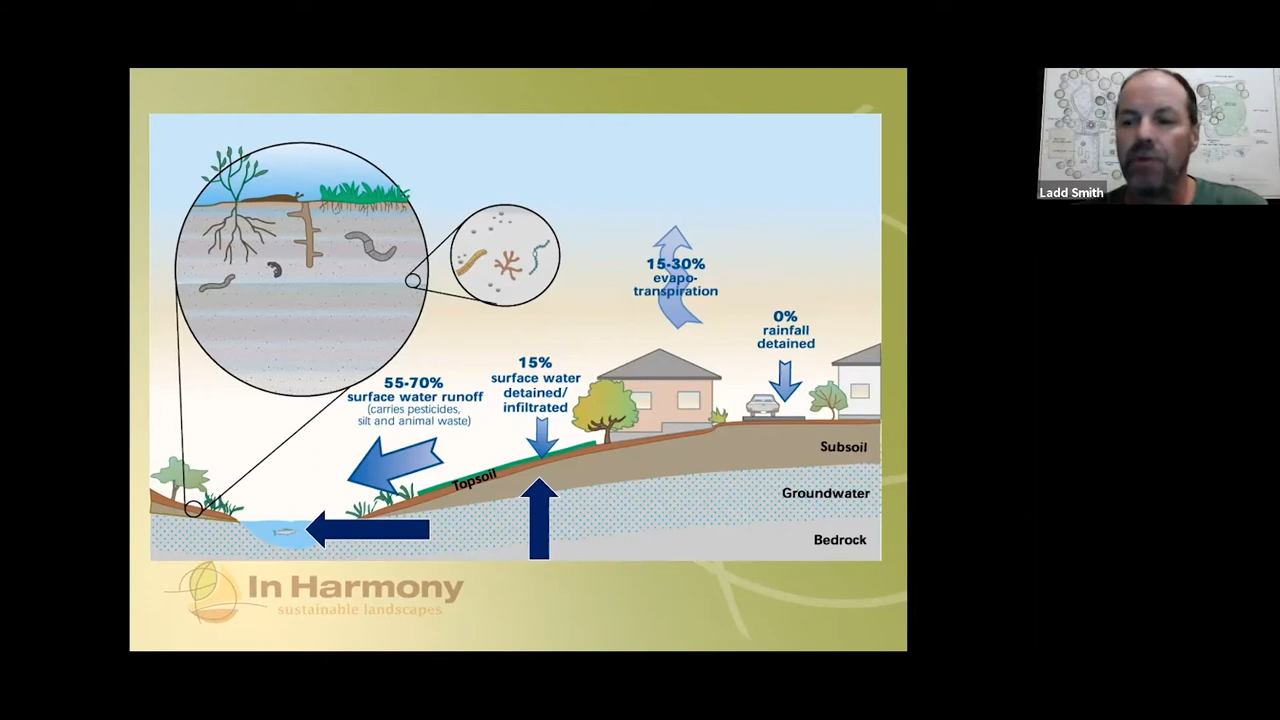 Ladd Smith
15-30%
evapo-
transpiration
0%
rainfall
detained
15%
surface water
detained/
infiltrated
55-70%
surface water runoff
(carries pesticides,
silt and animal waste)
Topsoil
Subsoil
Groundwater
Bedrock
In Harmony
sustainable landscapes